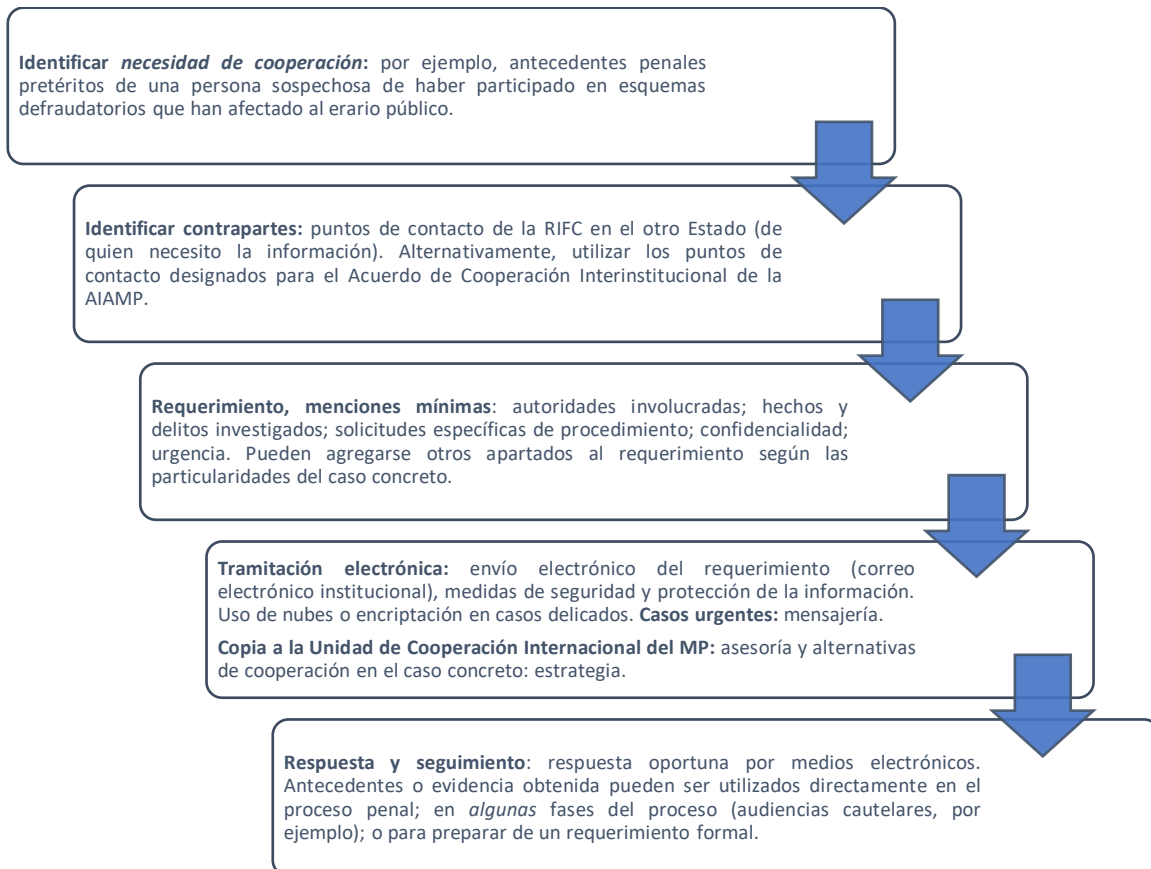 Identificar necesidad de cooperación: por ejemplo, antecedentes penales
pretéritos de una persona sospechosa de haber participado en esquemas
defraudatorios que han afectado al erario público.
Identificar contrapartes: puntos de contacto de la RIFC en el otro Estado (de
quien necesito la información). Alternativamente, utilizar los puntos de
contacto designados para el Acuerdo de Cooperación Interinstitucional de la
AIAMP.
Requerimiento, menciones mínimas: autoridades involucradas; hechos y
delitos investigados; solicitudes específicas de procedimiento; confidencialidad;
urgencia. Pueden agregarse otros apartados al requerimiento según las
particularidades del caso concreto.
Tramitación electrónica: envío electrónico del requerimiento (correo
electrónico institucional), medidas de seguridad y protección de la información.
Uso de nubes o encriptación en casos delicados. Casos urgentes: mensajería.
Copia a la Unidad de Cooperación Internacional del MP: asesoría y alternativas
de cooperación en el caso concreto: estrategia.
Respuesta y seguimiento: respuesta oportuna por medios electrónicos.
Antecedentes o evidencia obtenida pueden ser utilizados directamente en el
proceso penal; en algunas fases del proceso (audiencias cautelares, por
ejemplo); o para preparar de un requerimiento formal.